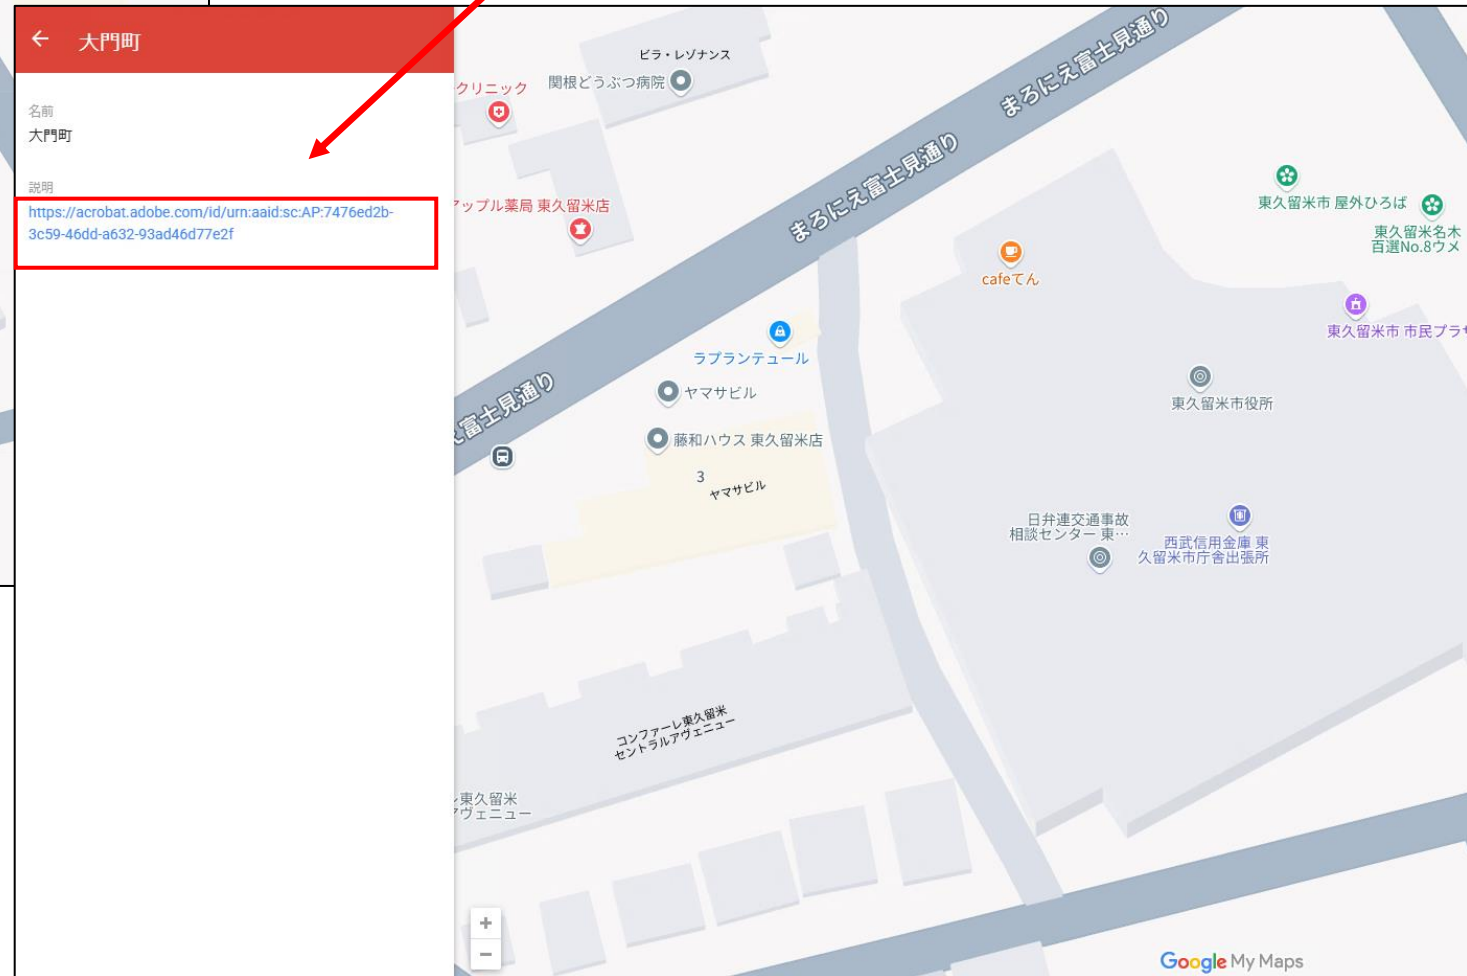 大門町
名前
大門町
説明
https://acrobat.adobe.com/id/urn:aaid:sc:AP:7476ed2b-
3c59-46dd-a632-93ad46d77e2f
ビラ・レゾナンス
関根どうぶつ病院
クリニック
まろにえ富士見通り
まろにえ富士見通り
東久留米市 屋外ひろば
東久留米名木
百選No.8ウメ
アップル薬局 東久留米店
cafeてん
東久留米市 市民プラザ
ラプランテュール
ヤマサビル
東久留米市役所
え富士見通り
藤和ハウス 東久留米店
3
ヤマサビル
日弁連交通事故
相談センター 東…
西武信用金庫 東
久留米市庁舎出張所
コンファーレ東久留米
セントラルアヴェニュー
レ東久留米
アヴェニュー
+
−
Google My Maps